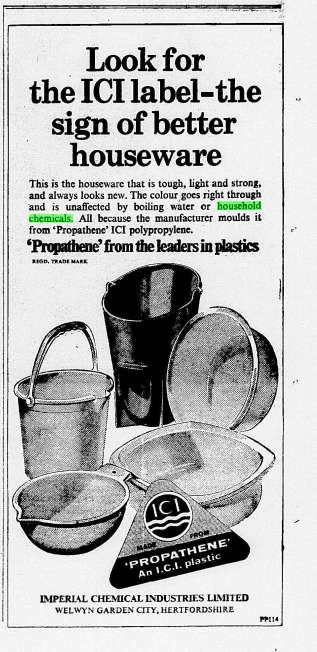 Look for
the ICI label-the
sign of better
houseware
This is the houseware that is tough, light and strong,
and always looks new. The colour goes right through
and is unaffected by boiling water or household
chemicals. All because the manufacturer moulds it
from 'Propathene' ICI polypropylene.
'Propathene' from the leaders in plastics
REGD. TRADE MARK
ICI
MADE FROM
'PROPATHENE'
An I.C.I. plastic
IMPERIAL CHEMICAL INDUSTRIES LIMITED
WELWYN GARDEN CITY, HERTFORDSHIRE
PP114